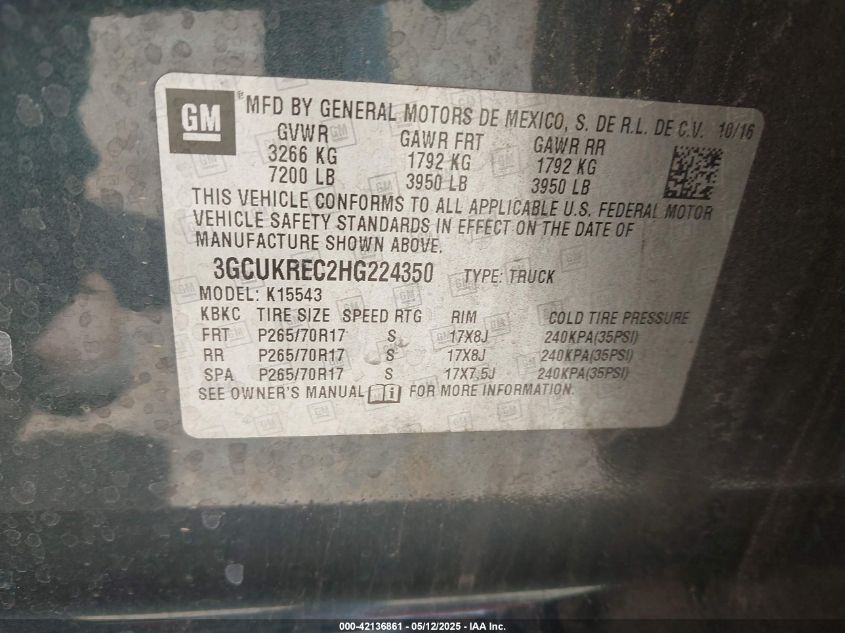 GM
MFD BY GENERAL MOTORS DE MEXICO, S. DE R.L. DE C.V. 10/16
GVWR GAWR FRT GAWR RR
3266 KG 1792 KG 1792 KG
7200 LB 3950 LB 3950 LB
THIS VEHICLE CONFORMS TO ALL APPLICABLE U.S. FEDERAL MOTOR
VEHICLE SAFETY STANDARDS IN EFFECT ON THE DATE OF
MANUFACTURE SHOWN ABOVE.
3GCUKREC2HG224350 TYPE: TRUCK
MODEL: K15543
KBKC TIRE SIZE SPEED RTG RIM COLD TIRE PRESSURE
FRT P265/70R17 S 17X8J 240KPA(35PSI)
RR P265/70R17 S 17X8J 240KPA(35PSI)
SPA P265/70R17 S 17X7.5J 240KPA(35PSI)
SEE OWNER'S MANUAL FOR MORE INFORMATION.
000-42136861 - 05/12/2025 - IAA Inc.